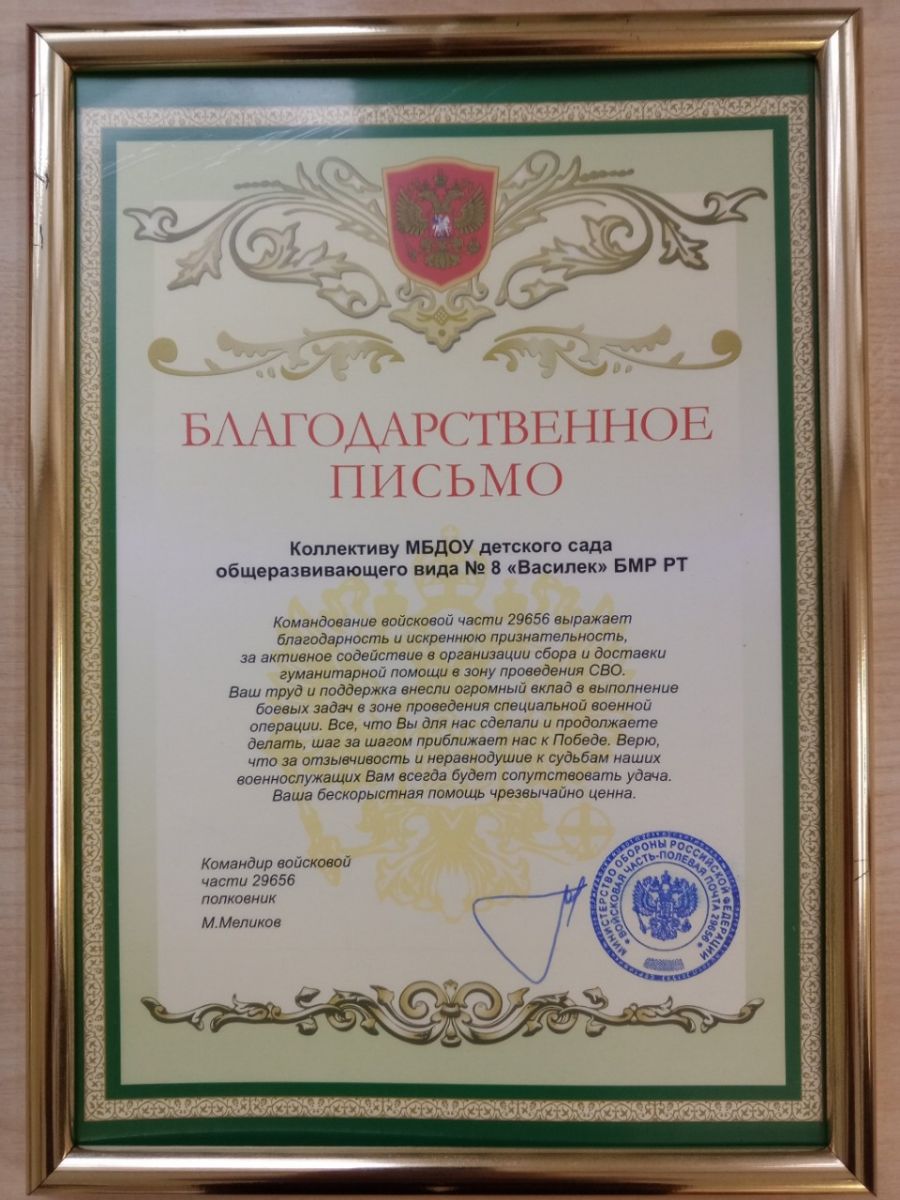 БЛАГОДАРСТВЕННОЕ
ПИСЬМО
Коллективу МБДОУ детского сада
общеразвивающего вида № 8 «Василек» БМР РТ
Командование войсковой части 29656 выражает
благодарность и искреннюю признательность,
за активное содействие в организации сбора и доставки
гуманитарной помощи в зону проведения СВО.
Ваш труд и поддержка внесли огромный вклад в выполнение
боевых задач в зоне проведения специальной военной
операции. Все, что Вы для нас сделали и продолжаете
делать, шаг за шагом приближает нас к Победе. Верю,
что за отзывчивость и неравнодушие к судьбам наших
военнослужащих Вам всегда будет сопутствовать удача.
Ваша бескорыстная помощь чрезвычайно ценна.
Командир войсковой
части 29656
полковник
М.Меликов
МИНИСТЕРСТВО ОБОРОНЫ РОССИЙСКОЙ ФЕДЕРАЦИИ
* ВОЙСКОВАЯ ЧАСТЬ-ПОЛЕВАЯ ПОЧТА 29656 *